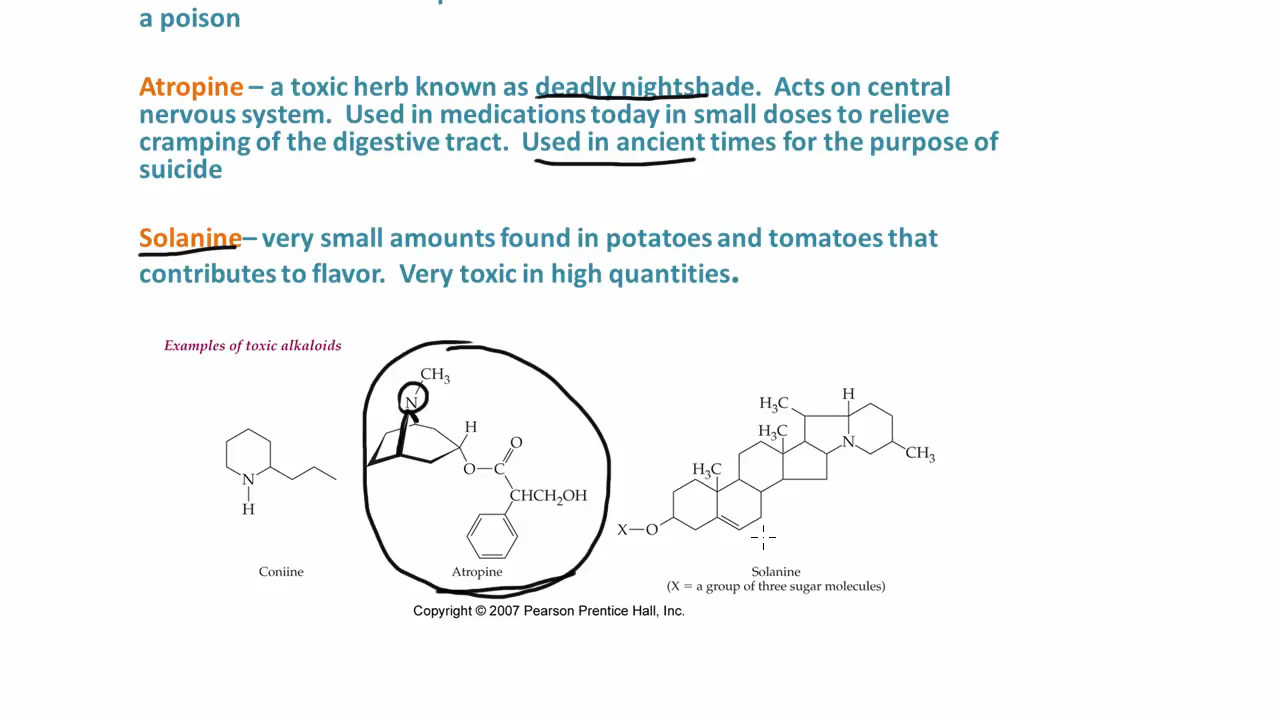 a poison
Atropine – a toxic herb known as deadly nightshade.  Acts on central
nervous system.  Used in medications today in small doses to relieve
cramping of the digestive tract.  Used in ancient times for the purpose of
suicide
Solanine– very small amounts found in potatoes and tomatoes that
contributes to flavor.  Very toxic in high quantities.
Examples of toxic alkaloids
N
H
Coniine
CH3
N
H
O
O C
CHCH2OH
Atropine
H
H3C
H3C
N
CH3
H3C
X O
Solanine
(X = a group of three sugar molecules)
Copyright © 2007 Pearson Prentice Hall, Inc.